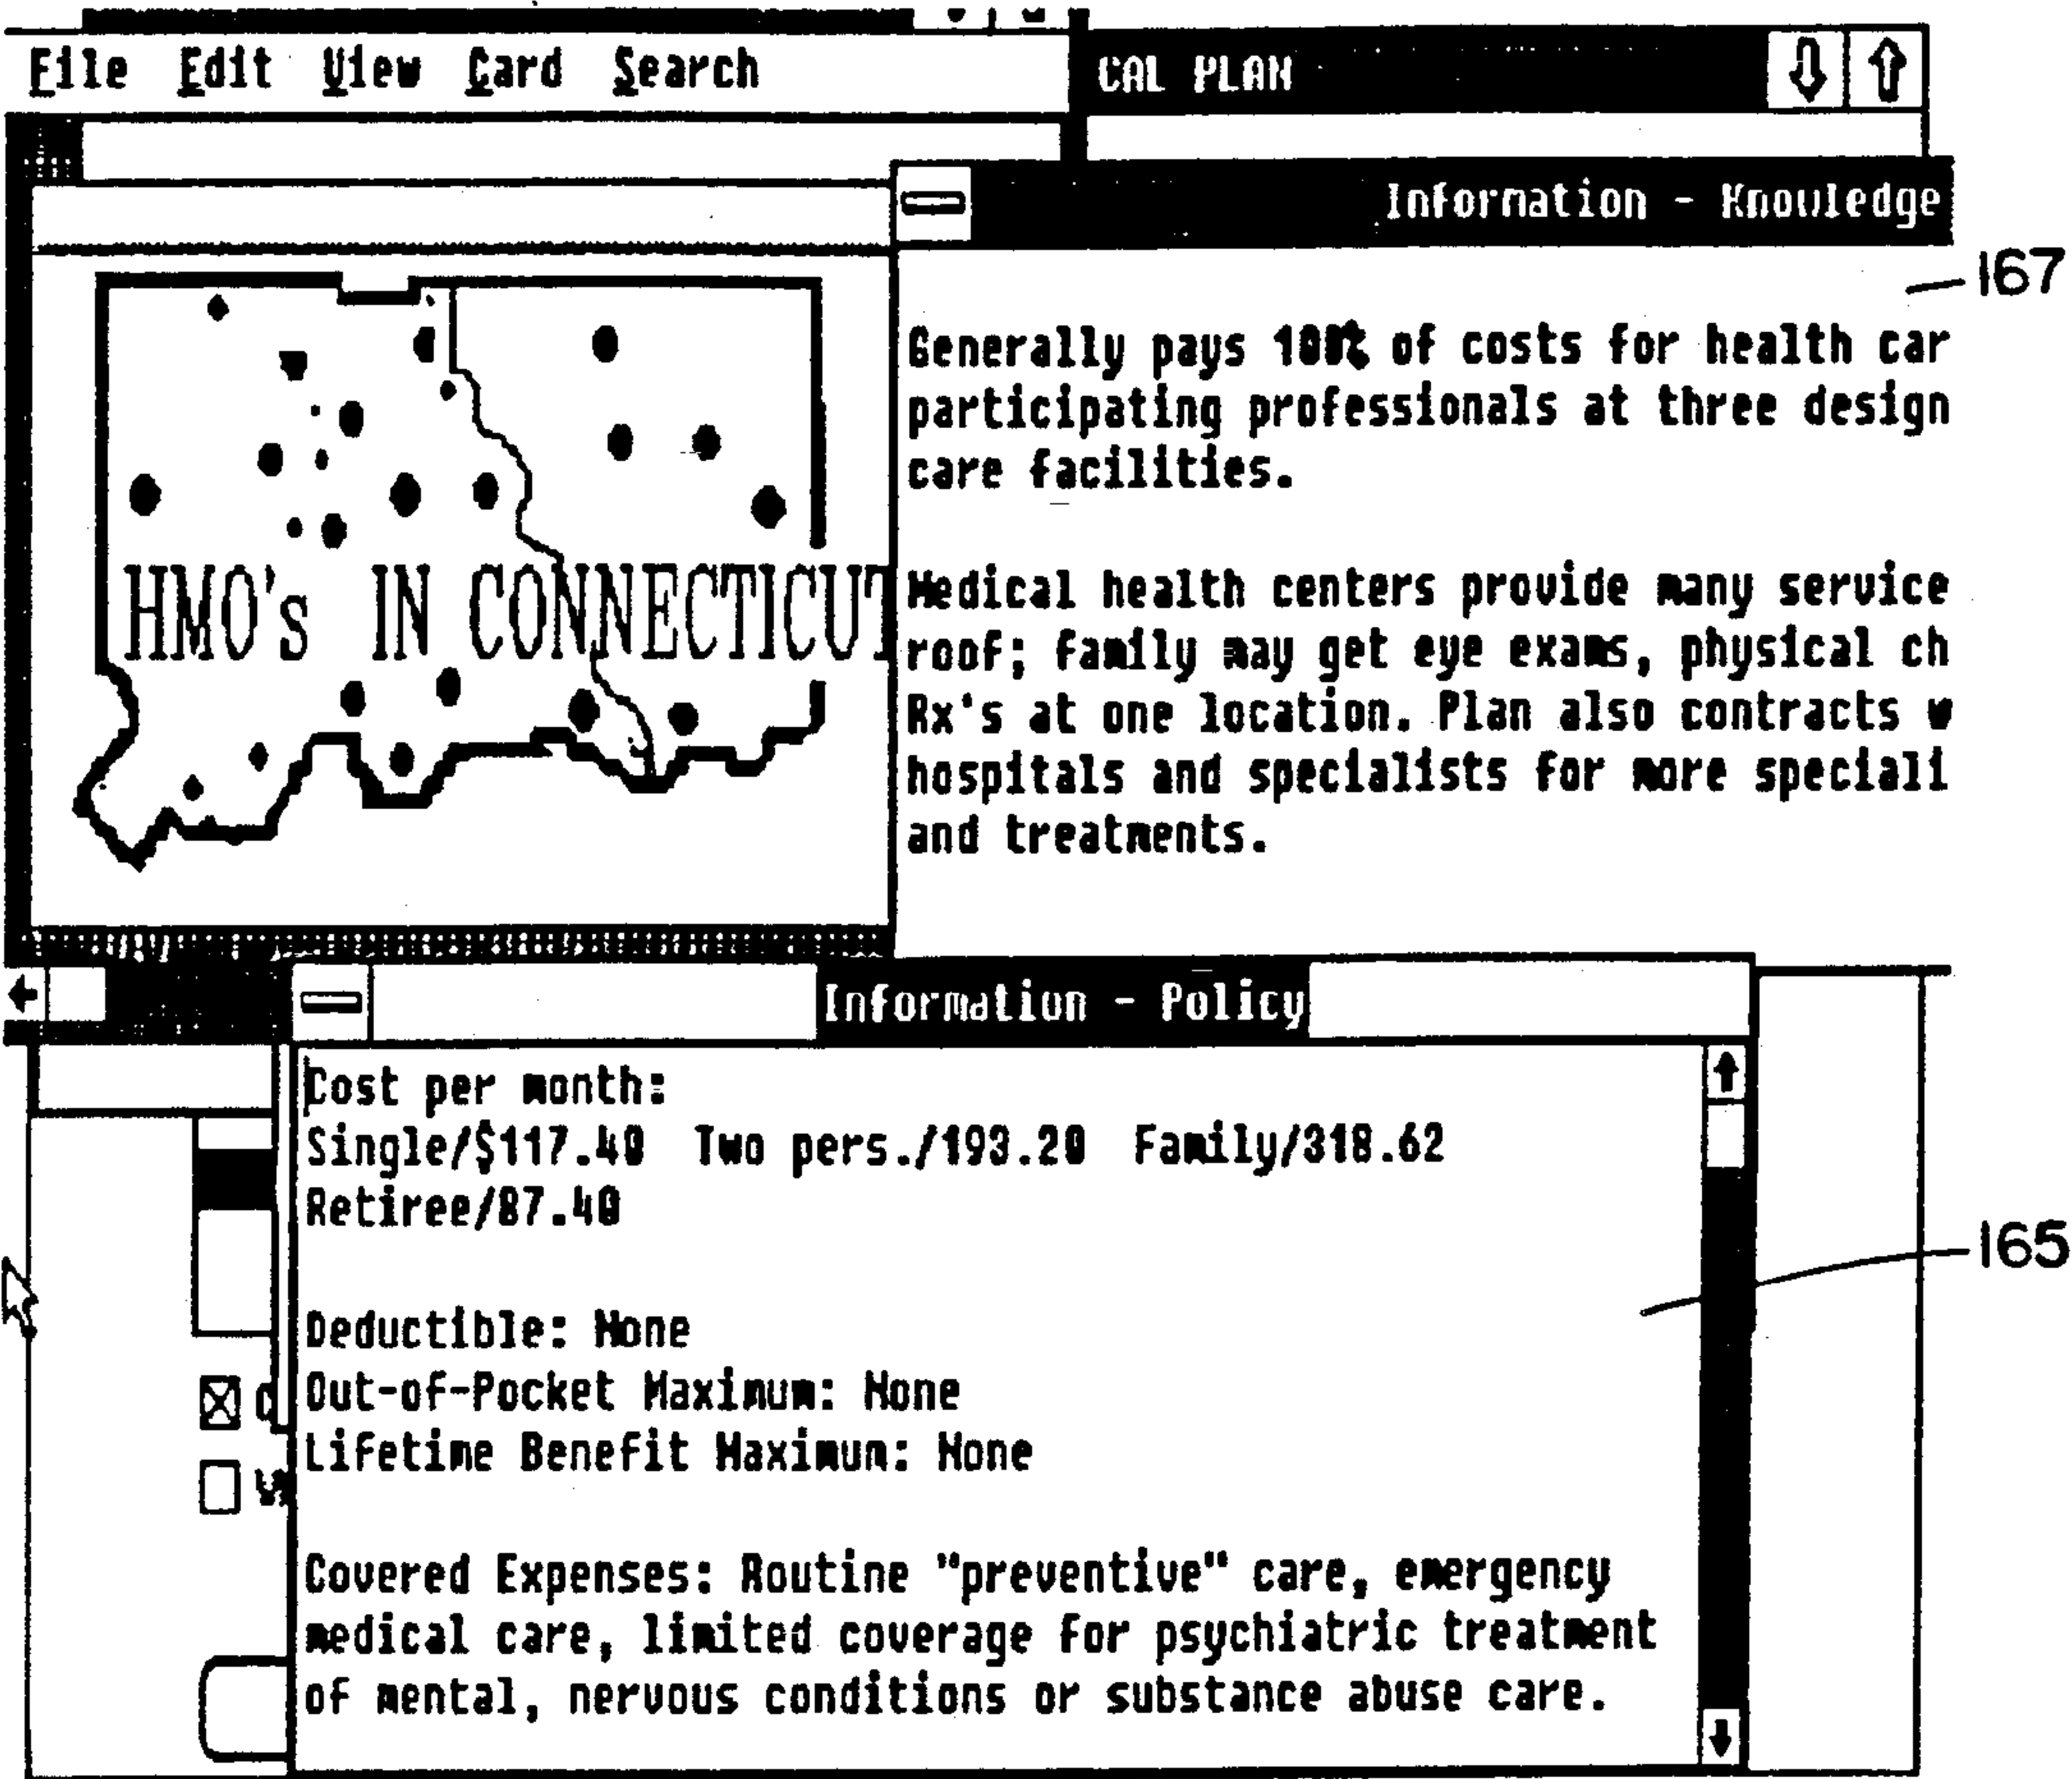 File Edit View Card Search
CAL PLAN
Information - Knowledge
167
Generally pays 100% of costs for health car
participating professionals at three design
care facilities.
HMO's IN CONNECTICUT
Medical health centers provide many service
roof; family may get eye exams, physical ch
Rx's at one location. Plan also contracts w
hospitals and specialists for more speciali
and treatments.
Information - Policy
Cost per month:
Single/$117.40 Two pers./193.20 Family/318.62
Retiree/87.40
165
Deductible: None
Out-of-Pocket Maximum: None
Lifetime Benefit Maximum: None
Covered Expenses: Routine "preventive" care, emergency
medical care, limited coverage for psychiatric treatment
of mental, nervous conditions or substance abuse care.